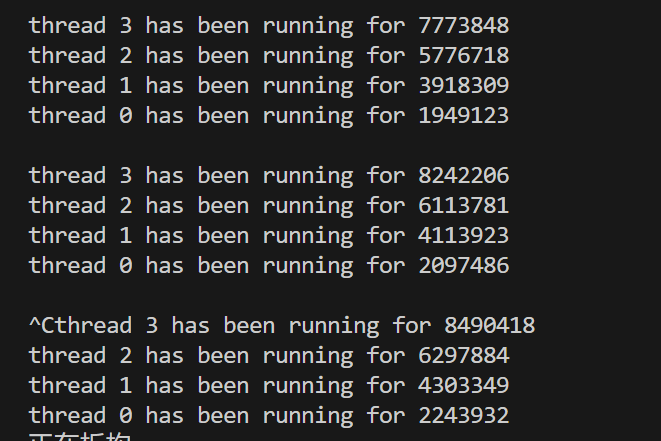 thread 3 has been running for 7773848
thread 2 has been running for 5776718
thread 1 has been running for 3918309
thread 0 has been running for 1949123
thread 3 has been running for 8242206
thread 2 has been running for 6113781
thread 1 has been running for 4113923
thread 0 has been running for 2097486
^Cthread 3 has been running for 8490418
thread 2 has been running for 6297884
thread 1 has been running for 4303349
thread 0 has been running for 2243932
正在析构